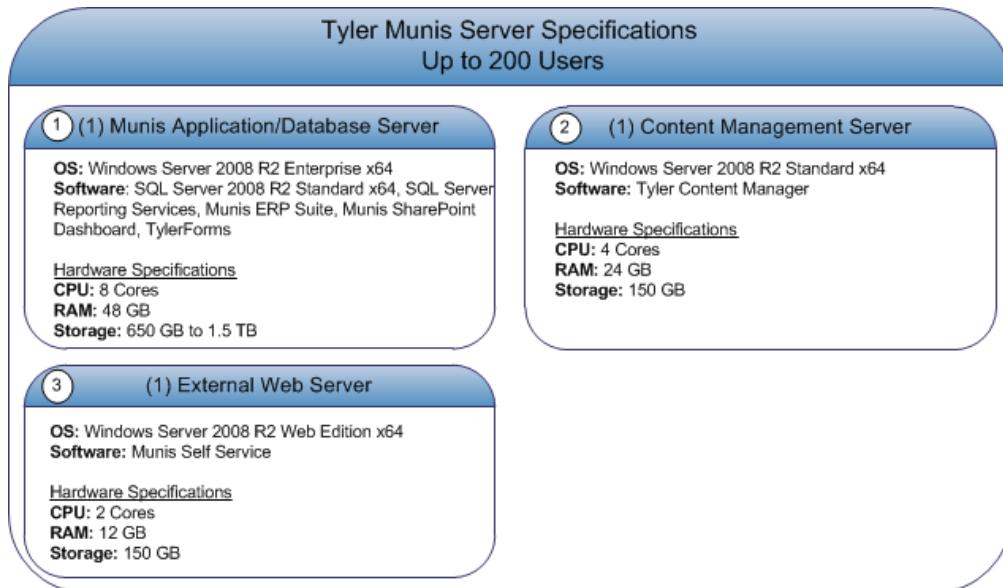 Tyler Munis Server Specifications
Up to 200 Users
1
(1) Munis Application/Database Server
OS: Windows Server 2008 R2 Enterprise x64
Software: SQL Server 2008 R2 Standard x64, SQL Server
Reporting Services, Munis ERP Suite, Munis SharePoint
Dashboard, TylerForms
Hardware Specifications
CPU: 8 Cores
RAM: 48 GB
Storage: 650 GB to 1.5 TB
2
(1) Content Management Server
OS: Windows Server 2008 R2 Standard x64
Software: Tyler Content Manager
Hardware Specifications
CPU: 4 Cores
RAM: 24 GB
Storage: 150 GB
3
(1) External Web Server
OS: Windows Server 2008 R2 Web Edition x64
Software: Munis Self Service
Hardware Specifications
CPU: 2 Cores
RAM: 12 GB
Storage: 150 GB